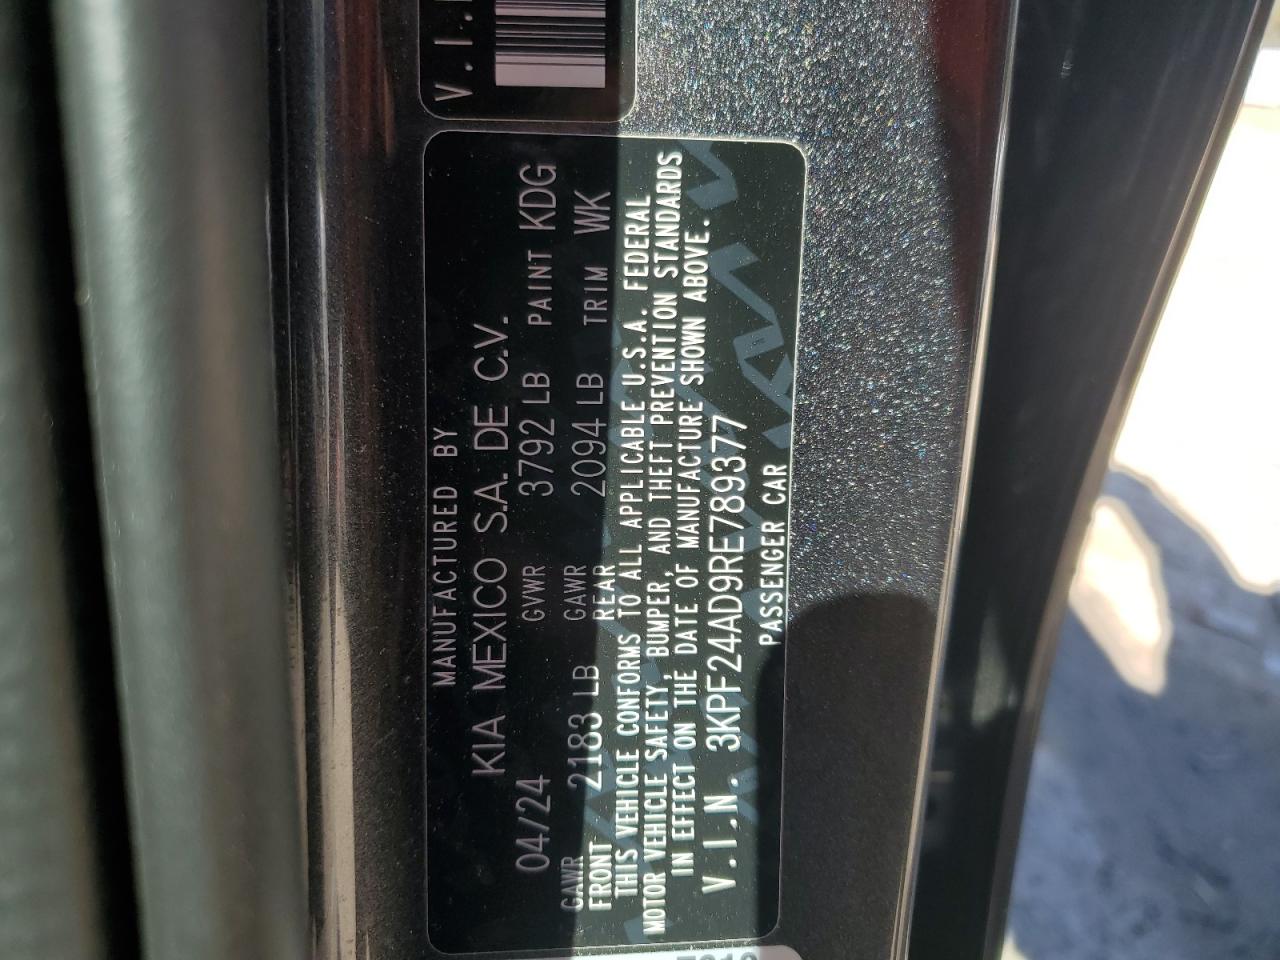 V.I.
MANUFACTURED BY
KIA MEXICO S.A. DE C.V.
04/24 GVWR 3792 LB PAINT KDG
GAWR FRONT 2183 LB GAWR REAR 2094 LB TRIM WK
THIS VEHICLE CONFORMS TO ALL APPLICABLE U.S.A. FEDERAL
MOTOR VEHICLE SAFETY, BUMPER, AND THEFT PREVENTION STANDARDS
IN EFFECT ON THE DATE OF MANUFACTURE SHOWN ABOVE.
V.I.N. 3KPF24AD9RE789377
PASSENGER CAR